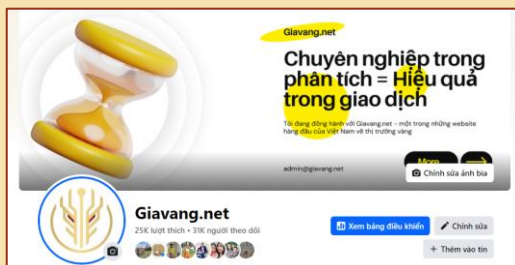 Giavang.net
Chuyên nghiệp trong
phân tích = Hiệu quả
trong giao dịch
Tôi đang đồng hành với Giavang.net - một trong những website
hàng đầu của Việt Nam về thị trường vàng
admin@giavang.net
More
Chỉnh sửa ảnh bìa
Giavang.net
25K lượt thích • 31K người theo dõi
Xem bảng điều khiển
Chỉnh sửa
+ Thêm vào tin